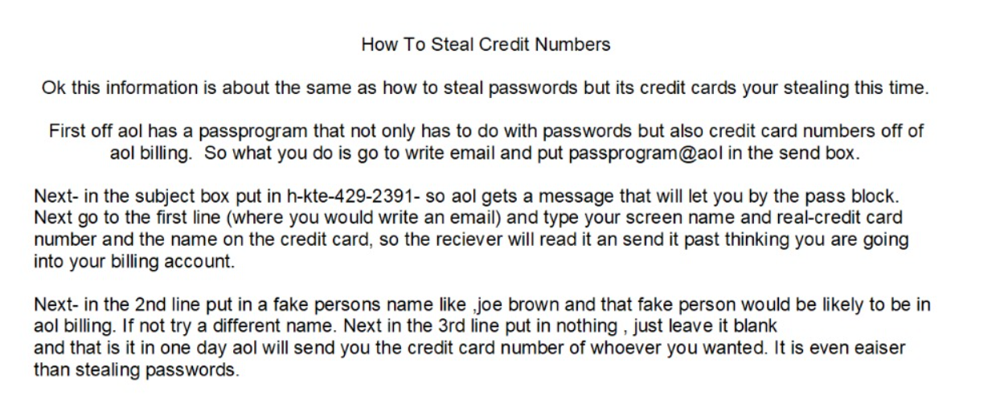 How To Steal Credit Numbers
Ok this information is about the same as how to steal passwords but its credit cards your stealing this time.
First off aol has a passprogram that not only has to do with passwords but also credit card numbers off of
aol billing.  So what you do is go to write email and put passprogram@aol in the send box.
Next- in the subject box put in h-kte-429-2391- so aol gets a message that will let you by the pass block.
Next go to the first line (where you would write an email) and type your screen name and real-credit card
number and the name on the credit card, so the reciever will read it an send it past thinking you are going
into your billing account.
Next- in the 2nd line put in a fake persons name like ,joe brown and that fake person would be likely to be in
aol billing. If not try a different name. Next in the 3rd line put in nothing , just leave it blank
and that is it in one day aol will send you the credit card number of whoever you wanted. It is even eaiser
than stealing passwords.